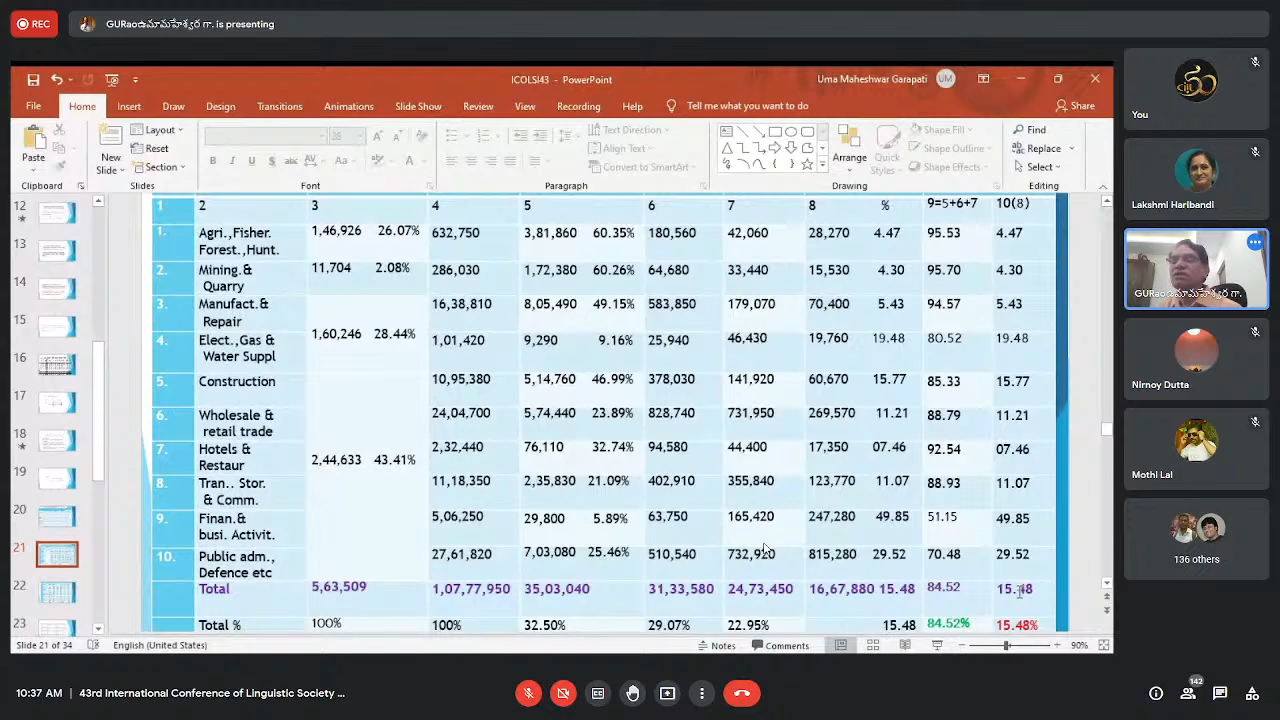 REC
GURaoఉమామహేశ్వర గా. is presenting
ICOLSI43 - PowerPoint
Uma Maheshwar Garapati UM
File Home Insert Draw Design Transitions Animations Slide Show Review View Recording Help Tell me what you want to do Share
Paste
New Slide
Layout
Reset
Section
28
Text Direction
Align Text
Convert to SmartArt
Arrange
Quick Styles
Shape Fill
Shape Outline
Shape Effects
Find
Replace
Select
Clipboard Slides Font Paragraph Drawing Editing
12
13
14
15
16
17
18
19
20
21
22
23
1 2 3 4 5 6 7 8 % 9=5+6+7 10(8)
1. Agri.,Fisher. Forest.,Hunt. 1,46,926 26.07% 632,750 3,81,860 60.35% 180,560 42,060 28,270 4.47 95.53 4.47
2. Mining.& Quarry 11,704 2.08% 286,030 1,72,380 60.26% 64,680 33,440 15,530 4.30 95.70 4.30
3. Manufact.& Repair 16,38,810 8,05,490 49.15% 583,850 179,070 70,400 5.43 94.57 5.43
4. Elect.,Gas & Water Suppl 1,60,246 28.44% 1,01,420 9,290 9.16% 25,940 46,430 19,760 19.48 80.52 19.48
5. Construction 10,95,380 5,14,760 46.99% 378,030 141,920 60,670 15.77 85.33 15.77
6. Wholesale & retail trade 24,04,700 5,74,440 23.89% 828,740 731,950 269,570 11.21 88.79 11.21
7. Hotels & Restaur 2,44,633 43.41% 2,32,440 76,110 32.74% 94,580 44,400 17,350 07.46 92.54 07.46
8. Tran.. Stor. & Comm. 11,18,350 2,35,830 21.09% 402,910 355,840 123,770 11.07 88.93 11.07
9. Finan.& busi. Activit. 5,06,250 29,800 5.89% 63,750 165,420 247,280 49.85 51.15 49.85
10. Public adm., Defence etc 27,61,820 7,03,080 25.46% 510,540 732,920 815,280 29.52 70.48 29.52
Total 5,63,509 1,07,77,950 35,03,040 31,33,580 24,73,450 16,67,880 15.48 84.52 15.48
Total % 100% 100% 32.50% 29.07% 22.95% 15.48 84.52% 15.48%
Slide 21 of 34 English (United States) Notes Comments 90%
You
Lakshmi Haribandi
GURaoఉమామహేశ్వర గా.
Nirnoy Dutta
Mothi Lal
136 others
10:37 AM | 43rd International Conference of Linguistic Society ...
142